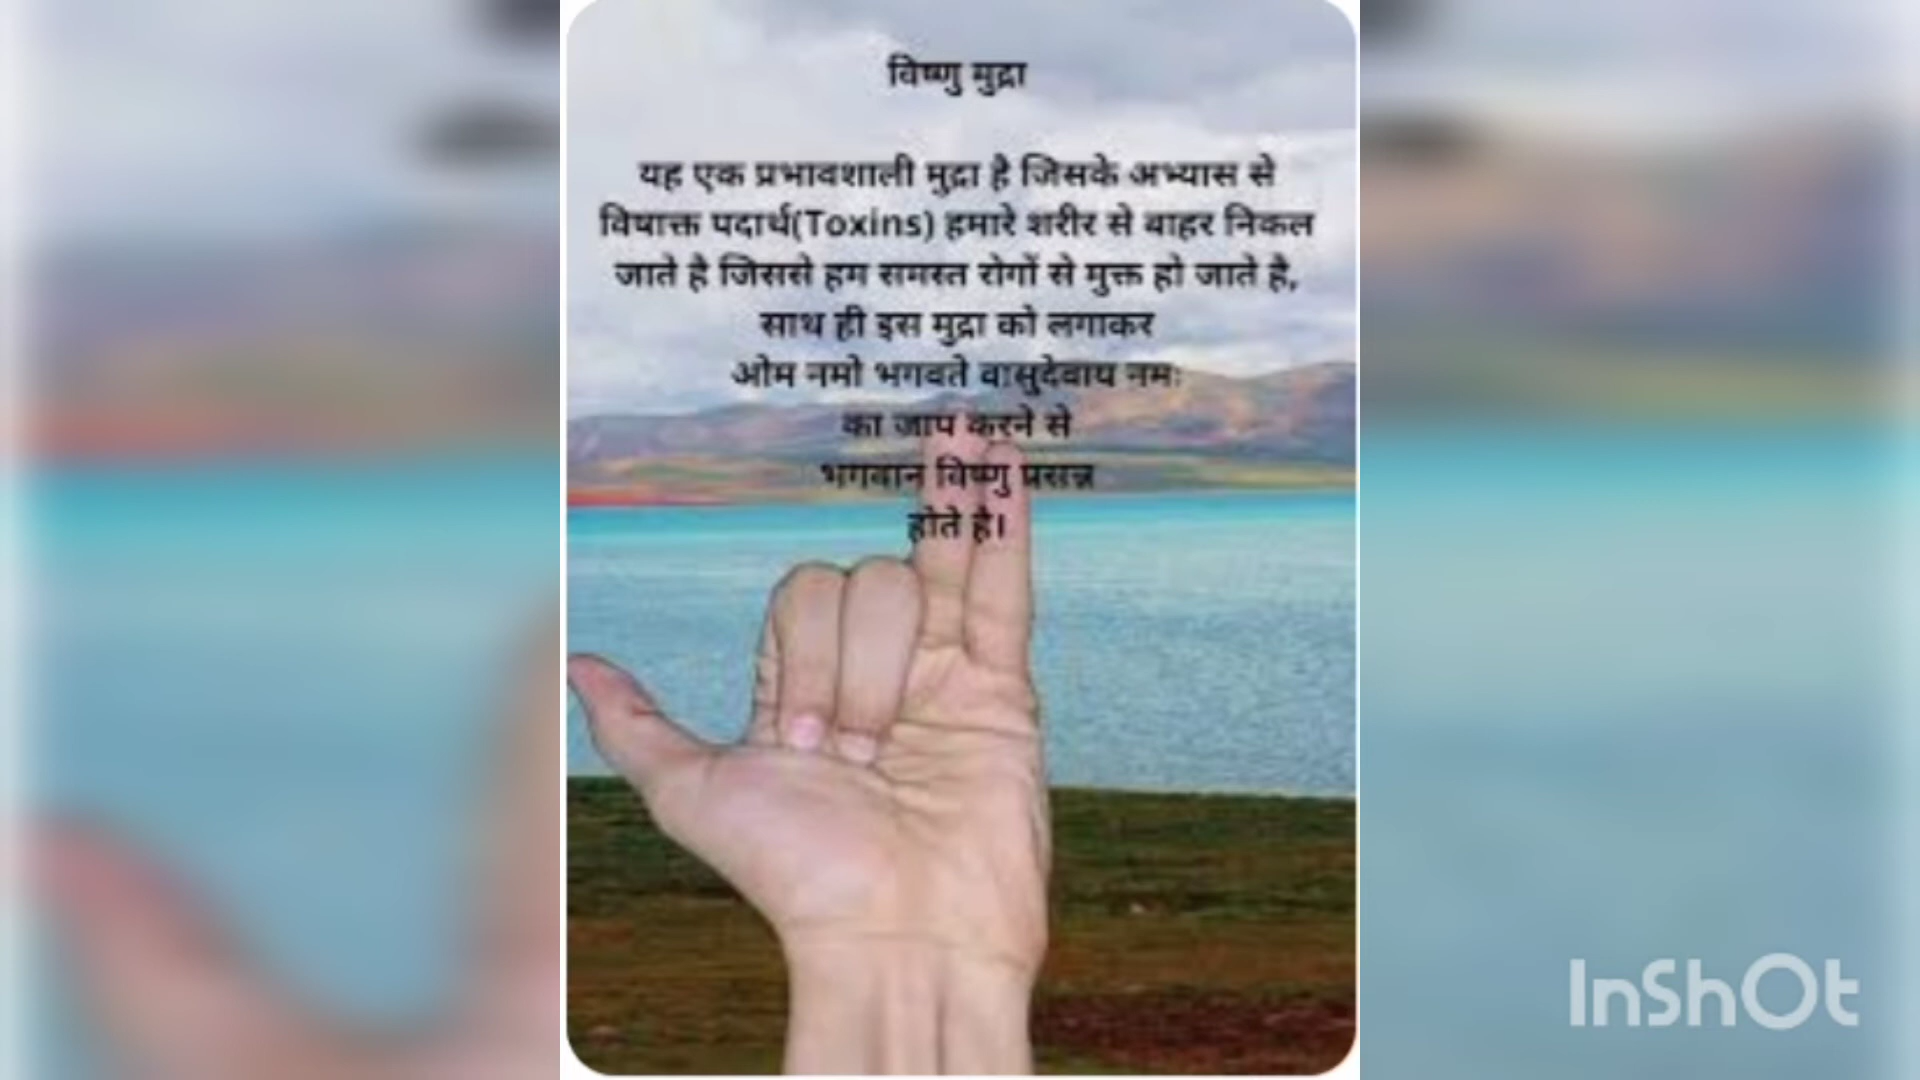 विष्णु मुद्रा
यह एक प्रभावशाली मुद्रा है जिसके अभ्यास से
विषाक्त पदार्थ(Toxins) हमारे शरीर से बाहर निकल
जाते है जिससे हम समस्त रोगों से मुक्त हो जाते है,
साथ ही इस मुद्रा को लगाकर
ओम नमो भगवते वासुदेवाय नमः
का जाप करने से
भगवान विष्णु प्रसन्न
होते है।
InShOt